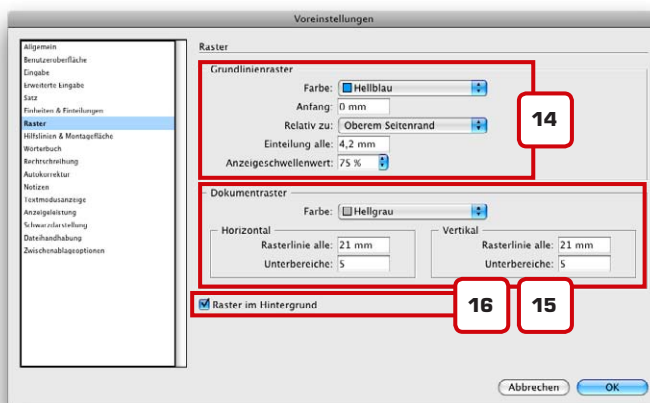 Voreinstellungen
Allgemein
Benutzeroberfläche
Eingabe
Erweiterte Eingabe
Satz
Einheiten & Einteilungen
Raster
Hilfslinien & Montagefläche
Wörterbuch
Rechtschreibung
Autokorrektur
Notizen
Textmodusanzeige
Anzeigeleistung
Schwarzdarstellung
Dateihandhabung
Zwischenablageoptionen
Raster
Grundlinienraster
Farbe: Hellblau
Anfang: 0 mm
Relativ zu: Oberem Seitenrand
Einteilung alle: 4,2 mm
Anzeigeschwellenwert: 75 %
14
Dokumentraster
Farbe: Hellgrau
Horizontal
Rasterlinie alle: 21 mm
Unterbereiche: 5
Vertikal
Rasterlinie alle: 21 mm
Unterbereiche: 5
Raster im Hintergrund
16
15
Abbrechen
OK